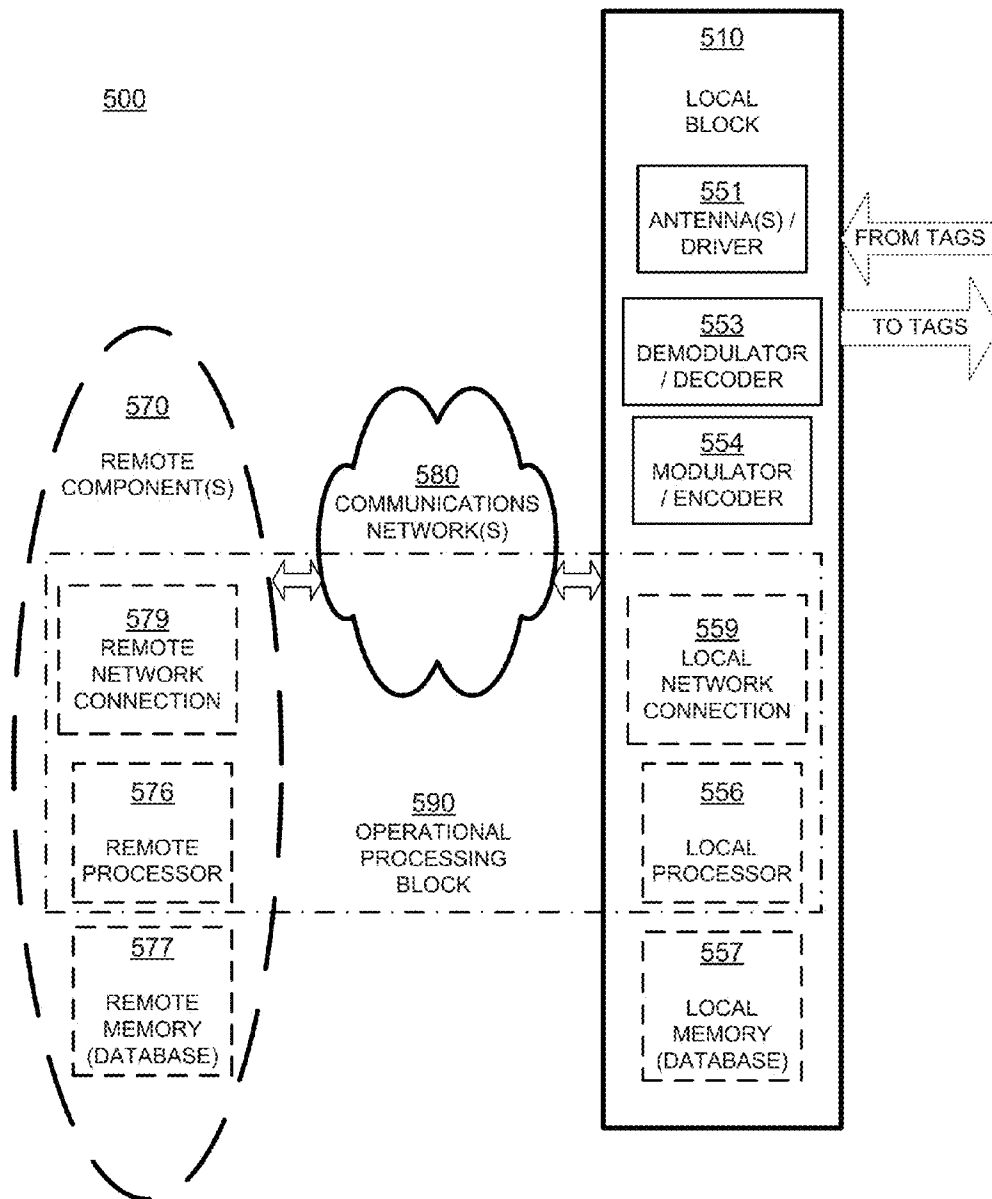 500
510
LOCAL
BLOCK
551
ANTENNA(S) /
DRIVER
FROM TAGS
TO TAGS
553
DEMODULATOR
/ DECODER
554
MODULATOR
/ ENCODER
570
REMOTE
COMPONENT(S)
580
COMMUNICATIONS
NETWORK(S)
579
REMOTE
NETWORK
CONNECTION
559
LOCAL
NETWORK
CONNECTION
576
REMOTE
PROCESSOR
590
OPERATIONAL
PROCESSING
BLOCK
556
LOCAL
PROCESSOR
577
REMOTE
MEMORY
(DATABASE)
557
LOCAL
MEMORY
(DATABASE)